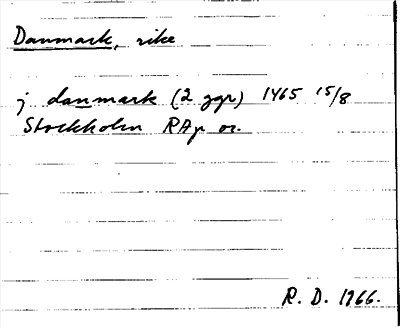 Danmark, rike
j danmark (2 ggr) 1465 15/8
Stockholm RAp or.
R. D. 1966.